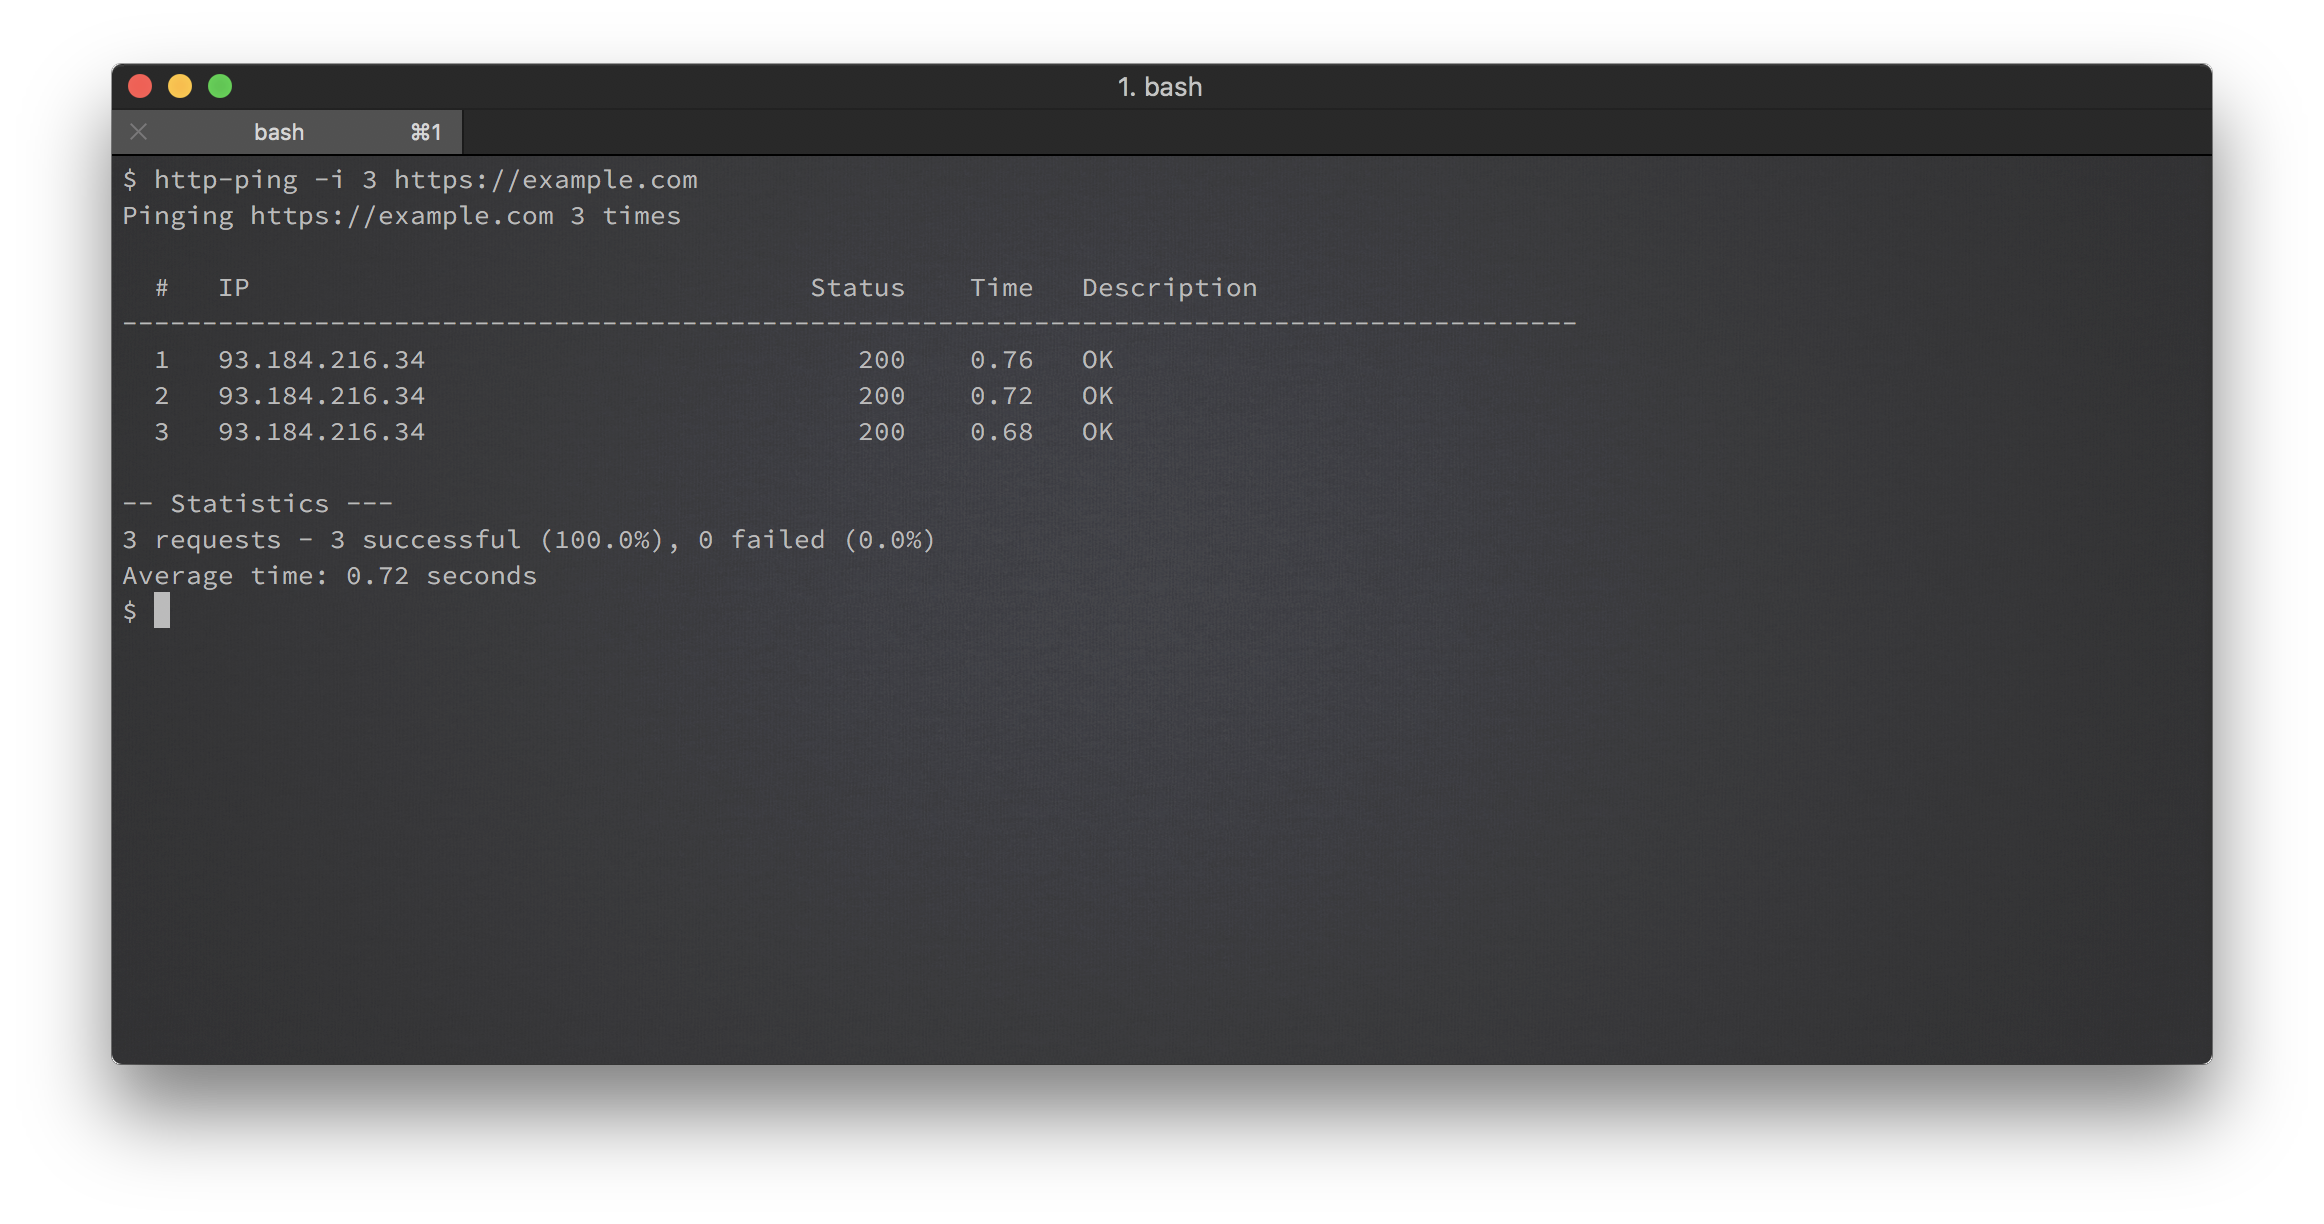 1. bash
bash ⌘1
$ http-ping -i 3 https://example.com
Pinging https://example.com 3 times
# IP Status Time Description
-------------------------------------------------------------------------------------------
1 93.184.216.34 200 0.76 OK
2 93.184.216.34 200 0.72 OK
3 93.184.216.34 200 0.68 OK
-- Statistics ---
3 requests - 3 successful (100.0%), 0 failed (0.0%)
Average time: 0.72 seconds
$